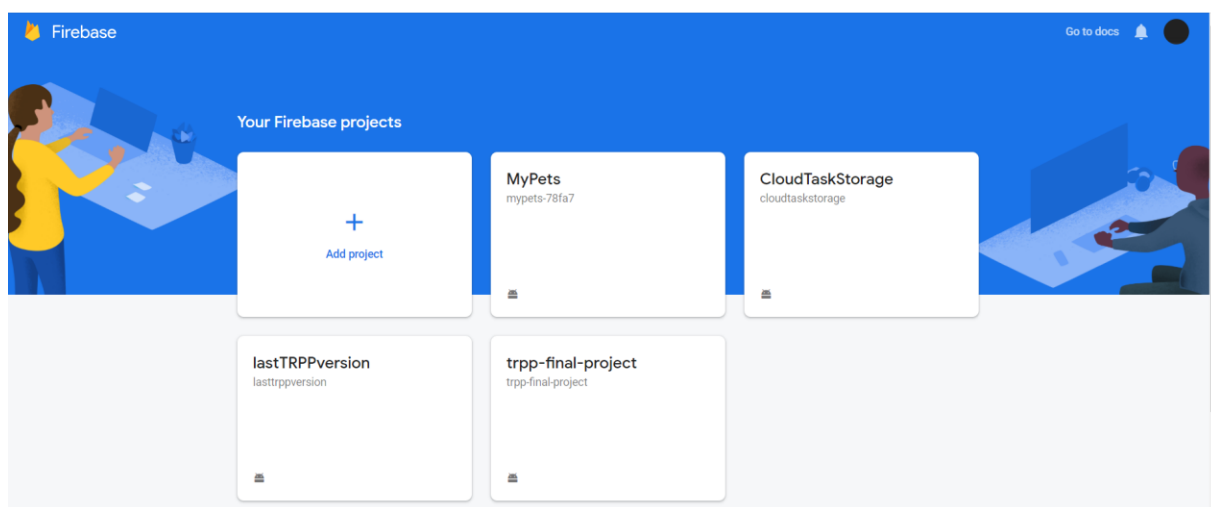 Firebase
Go to docs
Your Firebase projects
Add project
MyPets
mypets-78fa7
CloudTaskStorage
cloudtaskstorage
lastTRPPversion
lasttrppversion
trpp-final-project
trpp-final-project